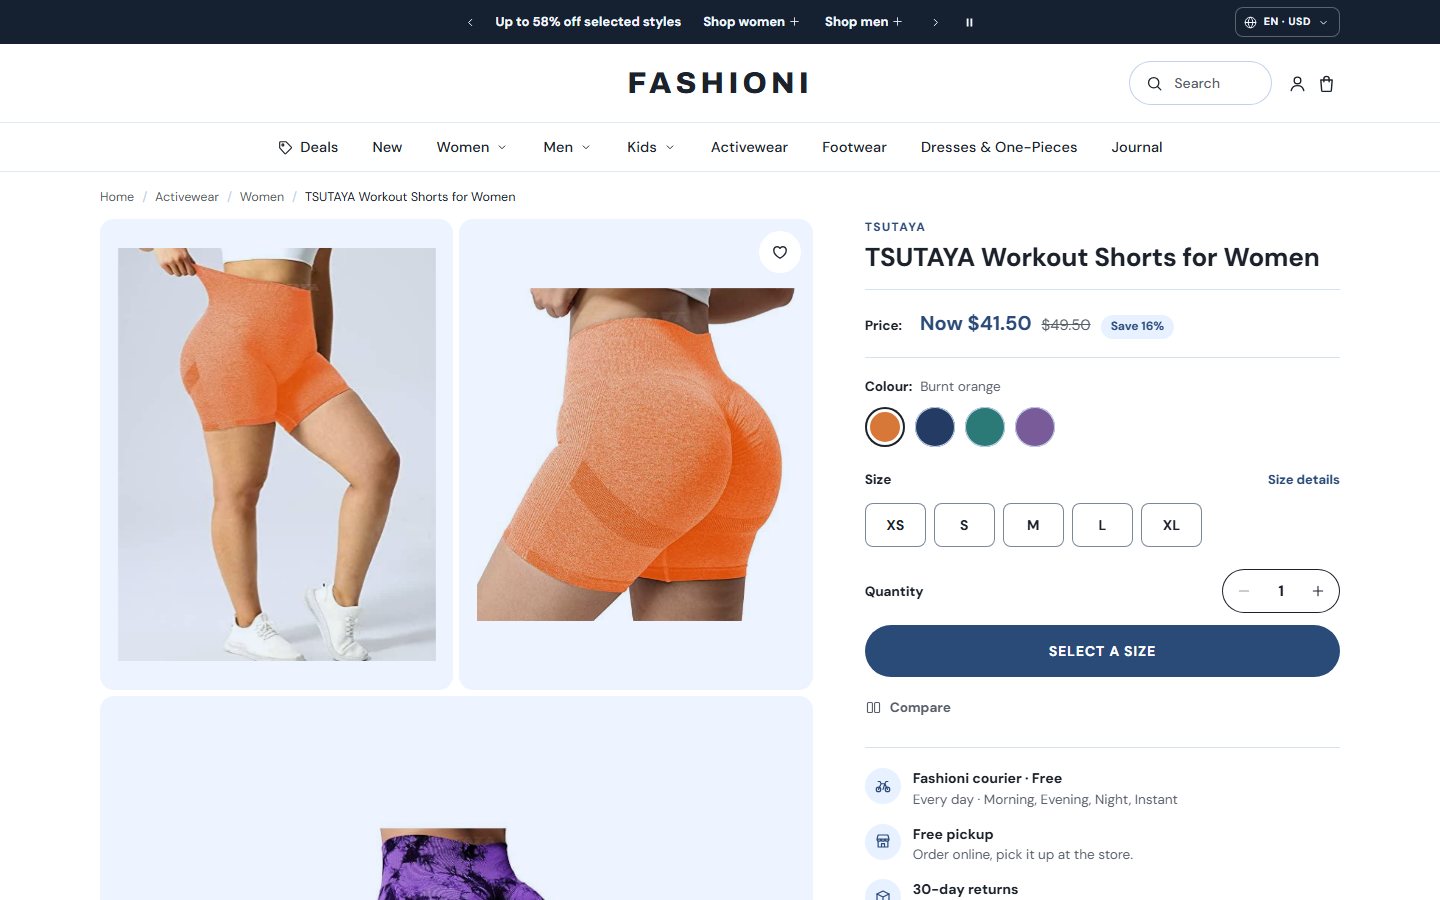 Up to 58% off selected styles Shop women Shop men EN · USD
FASHIONI Search
Deals New Women Men Kids Activewear Footwear Dresses & One-Pieces Journal
Home / Activewear / Women / TSUTAYA Workout Shorts for Women
TSUTAYA
TSUTAYA Workout Shorts for Women
Price: Now $41.50 $49.50 Save 16%
Colour: Burnt orange
Size Size details
XS S M L XL
Quantity 1
SELECT A SIZE
Compare
Fashioni courier · Free
Every day · Morning, Evening, Night, Instant
Free pickup
Order online, pick it up at the store.
30-day returns